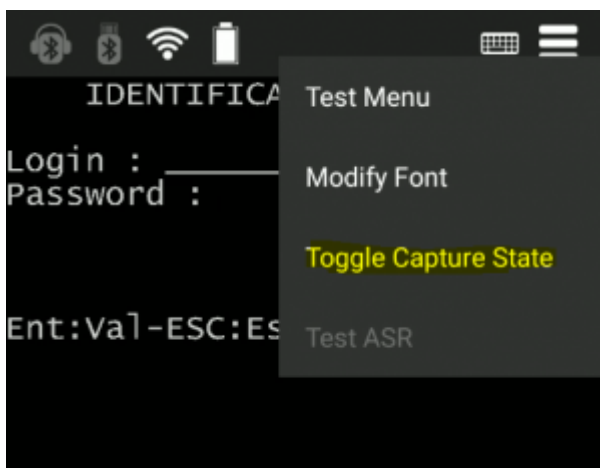 IDENTIFICA
Login :
Password :
Ent:Val-ESC:Es
Test Menu
Modify Font
Toggle Capture State
Test ASR